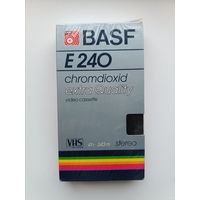 BASF
E 240
chromdioxid
extra Quality
video-cassette
VHS
stereo